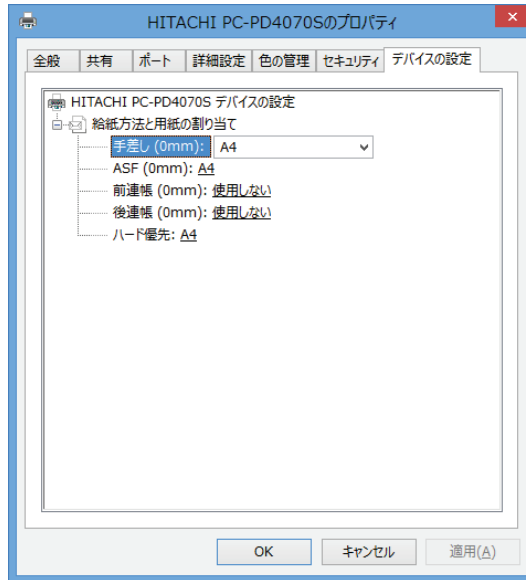 HITACHI PC-PD4070Sのプロパティ
全般 共有 ポート 詳細設定 色の管理 セキュリティ デバイスの設定
HITACHI PC-PD4070S デバイスの設定
給紙方法と用紙の割り当て
手差し (0mm): A4
ASF (0mm): A4
前連帳 (0mm): 使用しない
後連帳 (0mm): 使用しない
ハード優先: A4
OK キャンセル 適用(A)